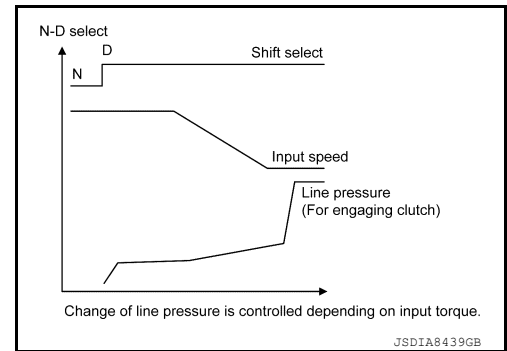 N-D select
D
Shift select
N
Input speed
Line pressure
(For engaging clutch)
Change of line pressure is controlled depending on input torque.
JSDIA8439GB